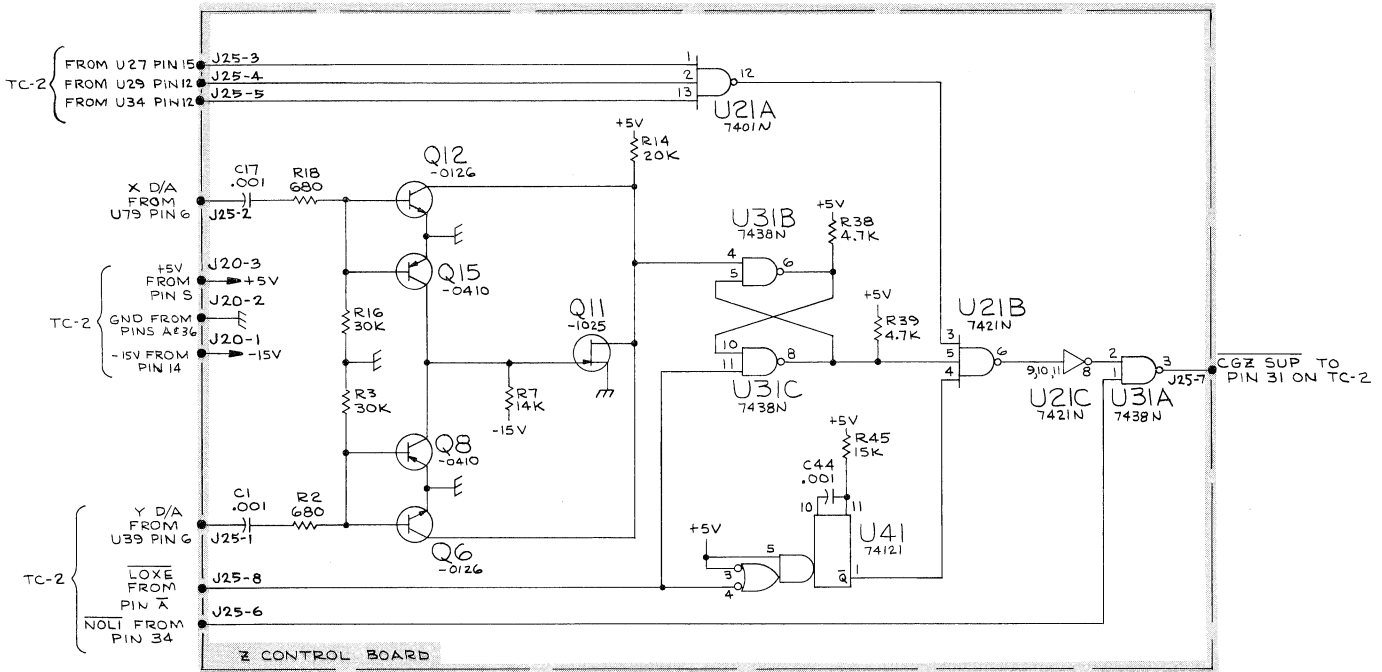 TC-2
FROM U27 PIN 15
J25-3
FROM U29 PIN 12
J25-4
FROM U34 PIN 12
J25-5
1
2
13
12
U21A
7401N
+5V
R14
20K
X D/A
FROM
U79 PIN 6
J25-2
C17
.001
R18
680
Q12
-0126
Q15
-0410
TC-2
+5V
FROM
PIN S
J20-3
+5V
J20-2
GND FROM
PINS A&36
J20-1
-15V FROM
PIN 14
-15V
R16
30K
R3
30K
Q11
-1025
R7
14K
-15V
Q8
-0410
C1
.001
R2
680
Q6
-0126
U31B
7438N
4
5
6
+5V
R38
4.7K
+5V
R39
4.7K
10
11
8
U31C
7438N
U21B
7421N
3
5
4
6
9,10,11
8
U21C
7421N
2
1
3
U31A
7438N
J25-7
CGZ SUP TO
PIN 31 ON TC-2
+5V
R45
15K
C44
.001
10
11
U41
74121
Q
1
+5V
5
3
4
TC-2
Y D/A
FROM
U39 PIN 6
J25-1
LOXE
FROM
PIN A
J25-8
J25-6
NOLI FROM
PIN 34
Z CONTROL BOARD